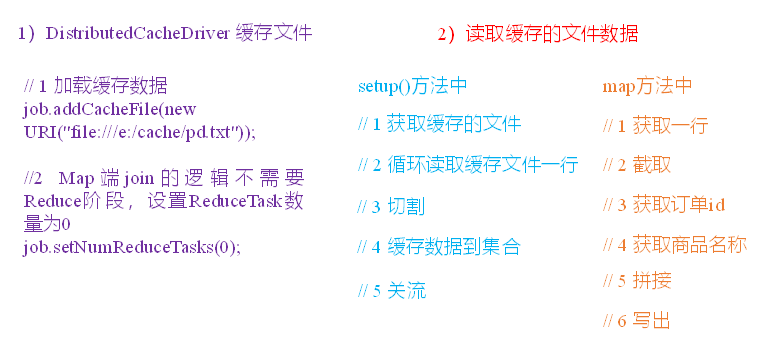 1）DistributedCacheDriver 缓存文件
// 1 加载缓存数据
job.addCacheFile(new
URI("file:///e:/cache/pd.txt"));
//2 Map 端 join 的逻辑不需要
Reduce阶段，设置ReduceTask数
量为0
job.setNumReduceTasks(0);
2）读取缓存的文件数据
setup()方法中
// 1 获取缓存的文件
// 2 循环读取缓存文件一行
// 3 切割
// 4 缓存数据到集合
// 5 关流
map方法中
// 1 获取一行
// 2 截取
// 3 获取订单id
// 4 获取商品名称
// 5 拼接
// 6 写出